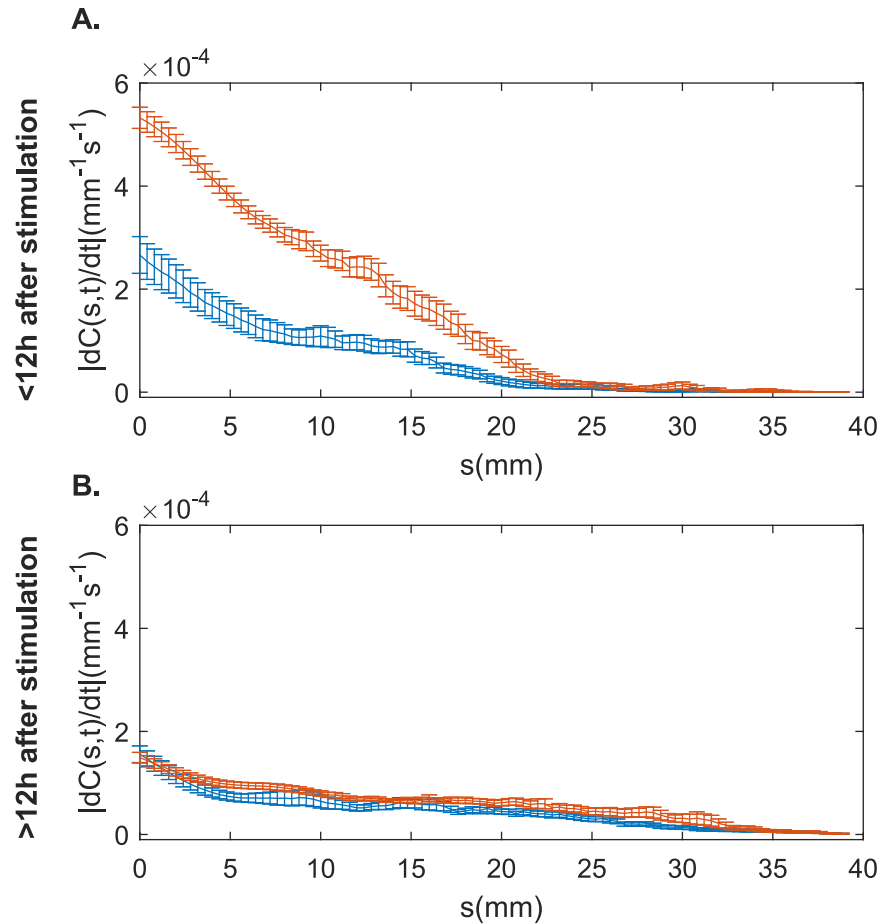 A.
<12h after stimulation
|dC(s,t)/dt|(mm⁻¹s⁻¹)
×10⁻⁴
6
4
2
0
0 5 10 15 20 25 30 35 40
s(mm)
B.
>12h after stimulation
|dC(s,t)/dt|(mm⁻¹s⁻¹)
×10⁻⁴
6
4
2
0
0 5 10 15 20 25 30 35 40
s(mm)